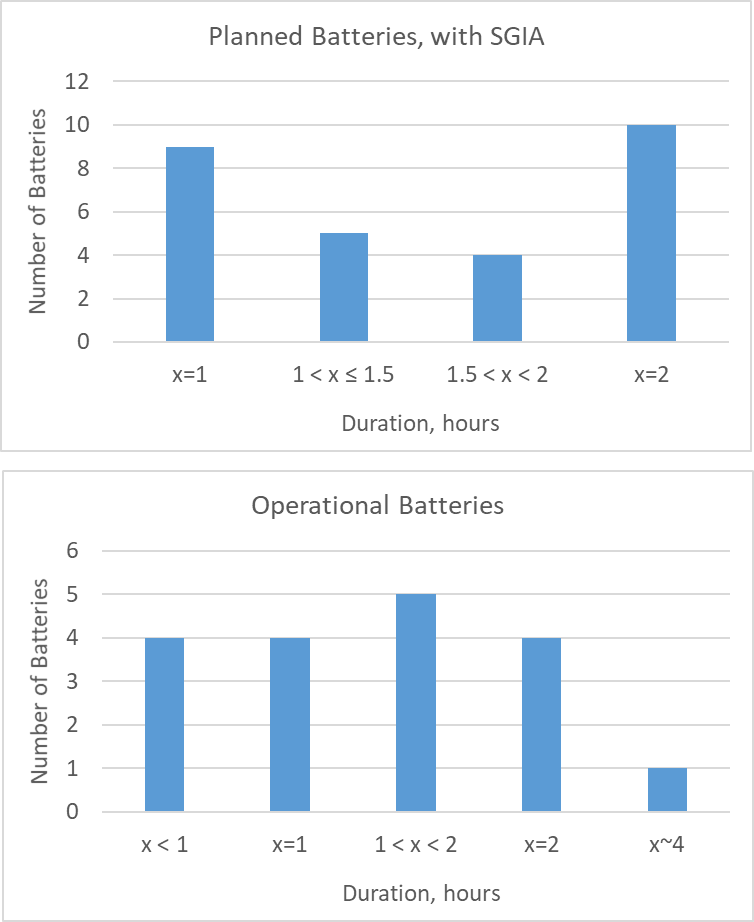 Planned Batteries, with SGIA
Number of Batteries
12
10
8
6
4
2
0
x=1
1 < x ≤ 1.5
1.5 < x < 2
x=2
Duration, hours
Operational Batteries
Number of Batteries
6
5
4
3
2
1
0
x < 1
x=1
1 < x < 2
x=2
x~4
Duration, hours